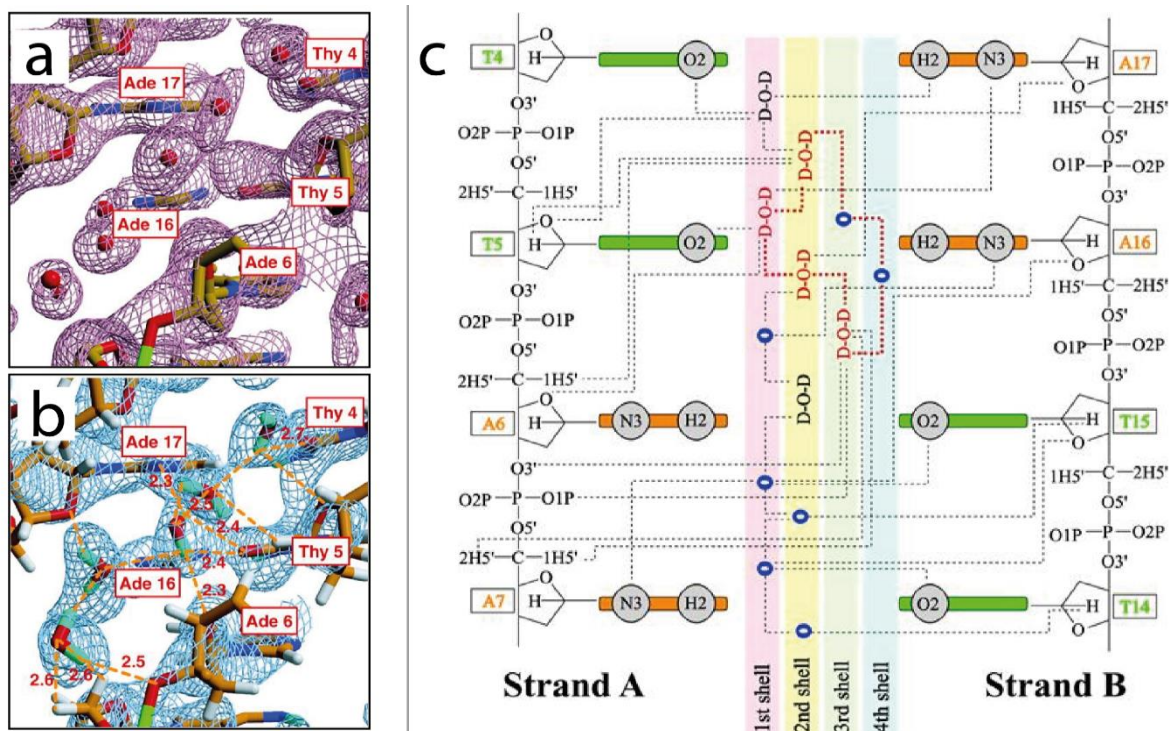 a
Thy 4
Ade 17
Thy 5
Ade 16
Ade 6
b
Thy 4
2.7
Ade 17
2.3
2.5
2.4
Thy 5
2.4
Ade 16
2.3
Ade 6
2.5
2.6
2.6
c
T4 O H O2 D-O-D H2 N3 H O A17
O3' 1H5'-C-2H5'
O2P-P-O1P D-O-D O5'
O5' O1P-P-O2P
2H5'-C-1H5' D-O-D O3'
T5 O H O2 O H2 N3 H O A16
D-O-D O
O3' 1H5'-C-2H5'
O2P-P-O1P O D-O-D O5'
O5' O1P-P-O2P
2H5'-C-1H5' D-O-D O3'
A6 O H N3 H2 O2 H O T15
O3' 1H5'-C-2H5'
O2P-P-O1P O O5'
O5' O O1P-P-O2P
2H5'-C-1H5' O O3'
A7 O H N3 H2 O O2 H O T14
Strand A
1st shell
2nd shell
3rd shell
4th shell
Strand B